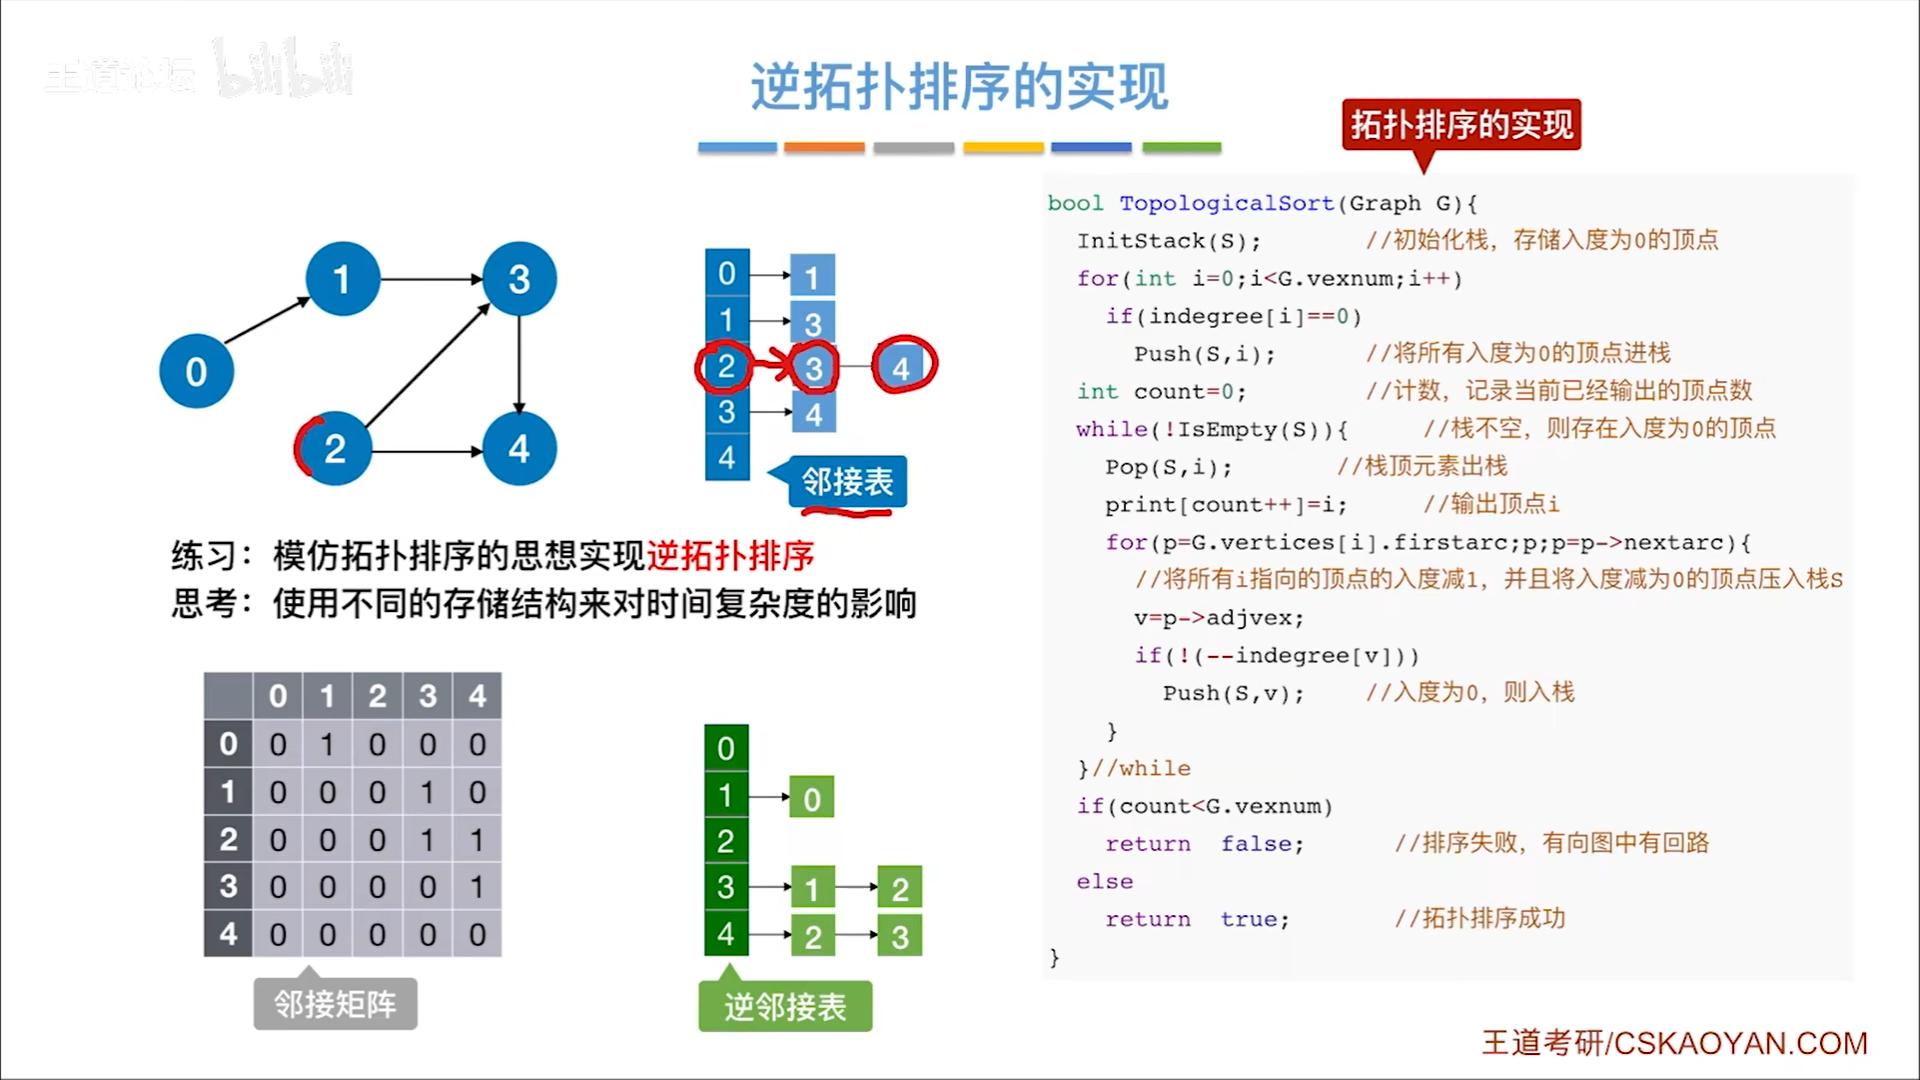 王道论坛 bilibili
逆拓扑排序的实现
拓扑排序的实现
0
1
2
3
4
0 1
1 3
2 3 4
3 4
4
邻接表
练习：模仿拓扑排序的思想实现逆拓扑排序
思考：使用不同的存储结构来对时间复杂度的影响
0 1 2 3 4
0 0 1 0 0 0
1 0 0 0 1 0
2 0 0 0 1 1
3 0 0 0 0 1
4 0 0 0 0 0
邻接矩阵
0
1 0
2
3 1 2
4 2 3
逆邻接表
bool TopologicalSort(Graph G){
InitStack(S); //初始化栈，存储入度为0的顶点
for(int i=0;i<G.vexnum;i++)
if(indegree[i]==0)
Push(S,i); //将所有入度为0的顶点进栈
int count=0; //计数，记录当前已经输出的顶点数
while(!IsEmpty(S)){ //栈不空，则存在入度为0的顶点
Pop(S,i); //栈顶元素出栈
print[count++]=i; //输出顶点i
for(p=G.vertices[i].firstarc;p;p=p->nextarc){
//将所有i指向的顶点的入度减1，并且将入度减为0的顶点压入栈S
v=p->adjvex;
if(!(--indegree[v]))
Push(S,v); //入度为0，则入栈
}
}//while
if(count<G.vexnum)
return false; //排序失败，有向图中有回路
else
return true; //拓扑排序成功
}
王道考研/CSKAOYAN.COM